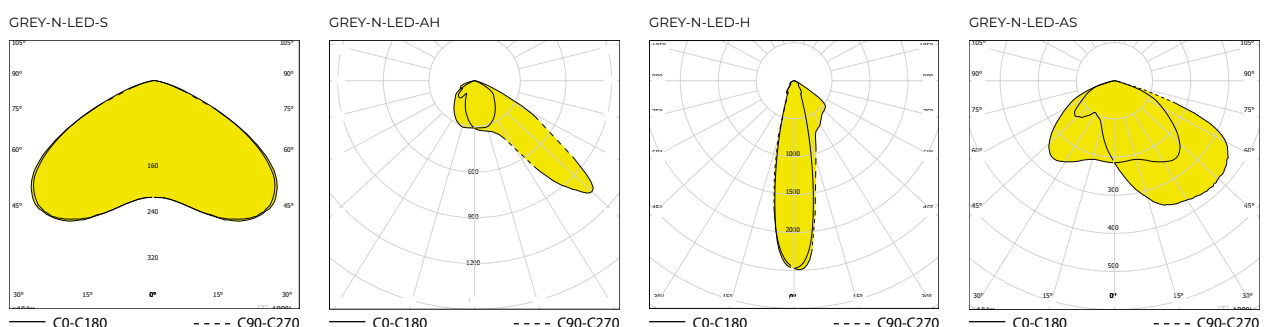 GREY-N-LED-S
GREY-N-LED-AH
GREY-N-LED-H
GREY-N-LED-AS
105° 105°
90° 90°
75° 75°
60° 60°
45° 45°
160
240
320
30° 15° 0° 15° 30°
C0-C180 C90-C270
600
900
1200
C0-C180 C90-C270
1000
1500
2000
0°
C0-C180 C90-C270
105° 105°
90° 90°
75° 75°
60° 60°
45° 45°
300
400
500
30° 15° 0° 15° 30°
C0-C180 C90-C270